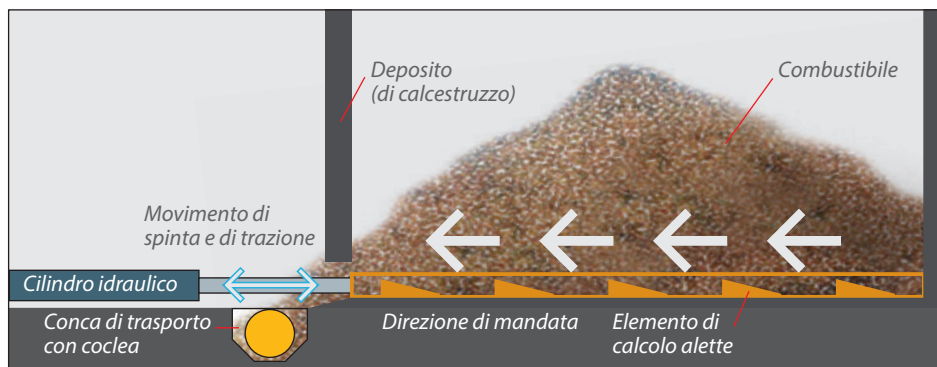 Deposito
(di calcestruzzo)
Combustibile
Movimento di
spinta e di trazione
Cilindro idraulico
Conca di trasporto
con coclea
Direzione di mandata
Elemento di
calcolo alette